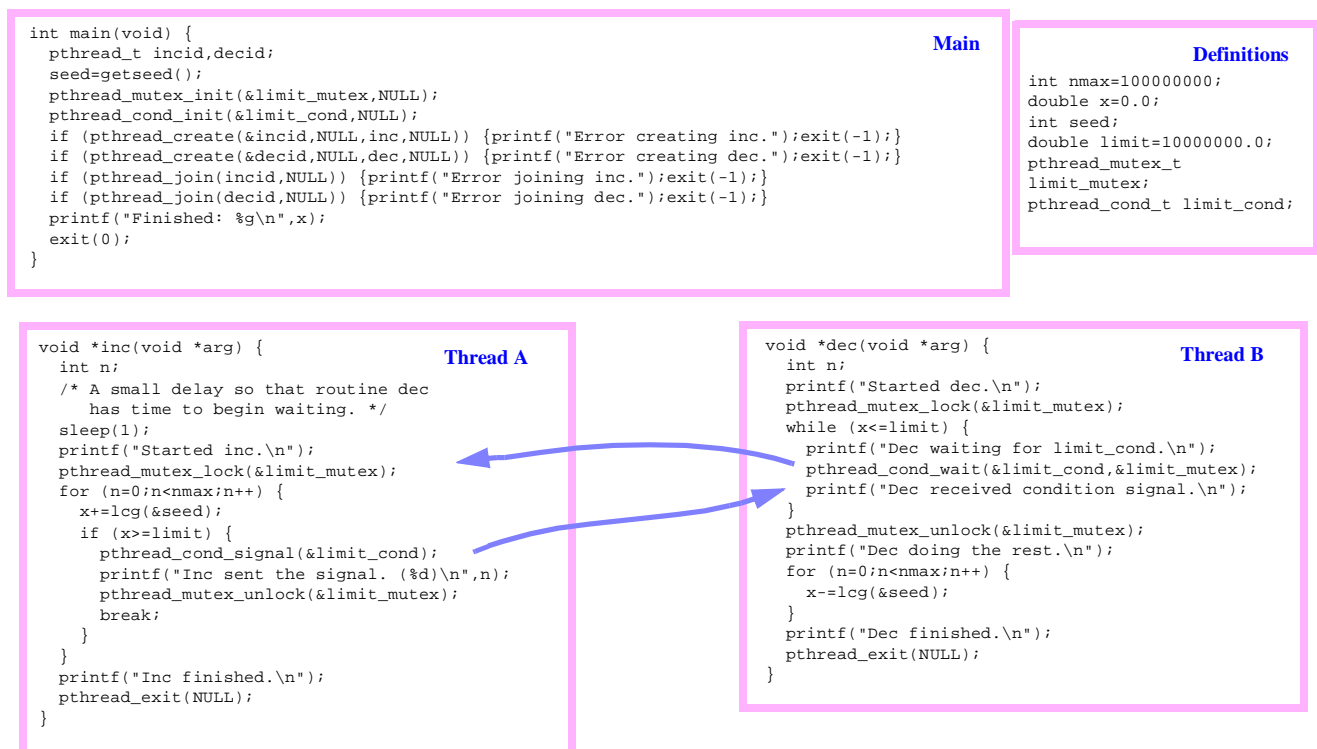 int main(void) {
  pthread_t incid,decid;
  seed=getseed();
  pthread_mutex_init(&limit_mutex,NULL);
  pthread_cond_init(&limit_cond,NULL);
  if (pthread_create(&incid,NULL,inc,NULL)) {printf("Error creating inc.");exit(-1);}
  if (pthread_create(&decid,NULL,dec,NULL)) {printf("Error creating dec.");exit(-1);}
  if (pthread_join(incid,NULL)) {printf("Error joining inc.");exit(-1);}
  if (pthread_join(decid,NULL)) {printf("Error joining dec.");exit(-1);}
  printf("Finished: %g\n",x);
  exit(0);
}
Main
Definitions
int nmax=100000000;
double x=0.0;
int seed;
double limit=10000000.0;
pthread_mutex_t
limit_mutex;
pthread_cond_t limit_cond;
void *inc(void *arg) {
  int n;
  /* A small delay so that routine dec
     has time to begin waiting. */
  sleep(1);
  printf("Started inc.\n");
  pthread_mutex_lock(&limit_mutex);
  for (n=0;n<nmax;n++) {
    x+=lcg(&seed);
    if (x>=limit) {
      pthread_cond_signal(&limit_cond);
      printf("Inc sent the signal. (%d)\n",n);
      pthread_mutex_unlock(&limit_mutex);
      break;
    }
  }
  printf("Inc finished.\n");
  pthread_exit(NULL);
}
Thread A
void *dec(void *arg) {
  int n;
  printf("Started dec.\n");
  pthread_mutex_lock(&limit_mutex);
  while (x<=limit) {
    printf("Dec waiting for limit_cond.\n");
    pthread_cond_wait(&limit_cond,&limit_mutex);
    printf("Dec received condition signal.\n");
  }
  pthread_mutex_unlock(&limit_mutex);
  printf("Dec doing the rest.\n");
  for (n=0;n<nmax;n++) {
    x-=lcg(&seed);
  }
  printf("Dec finished.\n");
  pthread_exit(NULL);
}
Thread B